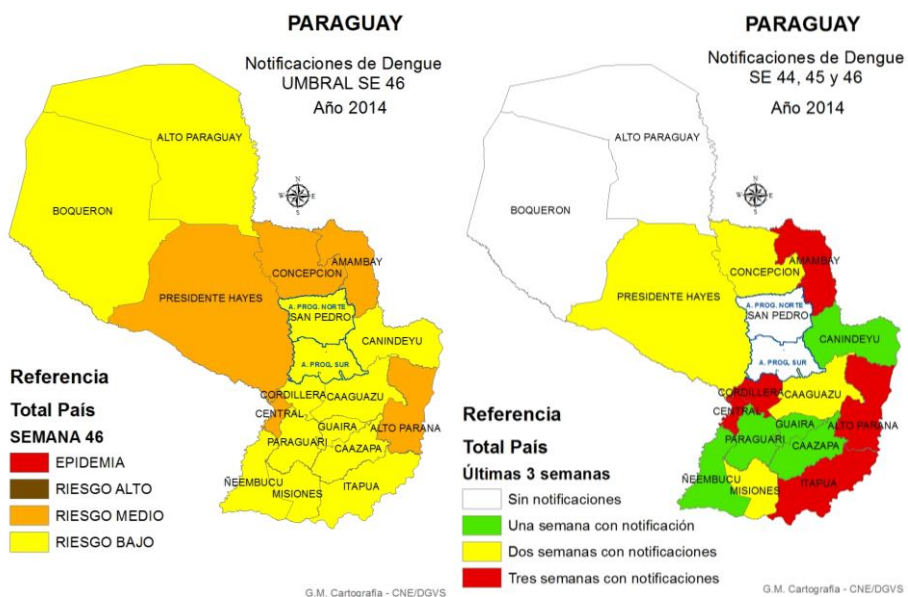 PARAGUAY
Notificaciones de Dengue
UMBRAL SE 46
Año 2014
ALTO PARAGUAY
BOQUERON
N
W
E
S
CONCEPCION
AMAMBAY
PRESIDENTE HAYES
A. PROG. NORTE
SAN PEDRO
CANINDEYU
A. PROG. SUR
CORDILLERA
CAAGUAZU
CENTRAL
GUAIRA
ALTO PARANA
PARAGUARI
CAAZAPA
ÑEEMBUCU
MISIONES
ITAPUA
Referencia
Total País
SEMANA 46
EPIDEMIA
RIESGO ALTO
RIESGO MEDIO
RIESGO BAJO
G.M. Cartografia - CNE/DGVS
PARAGUAY
Notificaciones de Dengue
SE 44, 45 y 46
Año 2014
ALTO PARAGUAY
BOQUERON
N
W
E
S
AMAMBAY
CONCEPCION
PRESIDENTE HAYES
A. PROG. NORTE
SAN PEDRO
CANINDEYU
A. PROG. SUR
CORDILLERA
CAAGUAZU
CENTRAL
GUAIRA
ALTO PARANA
PARAGUARI
CAAZAPA
ÑEEMBUCU
MISIONES
ITAPUA
Referencia
Total País
Últimas 3 semanas
Sin notificaciones
Una semana con notificación
Dos semanas con notificaciones
Tres semanas con notificaciones
G.M. Cartografia - CNE/DGVS